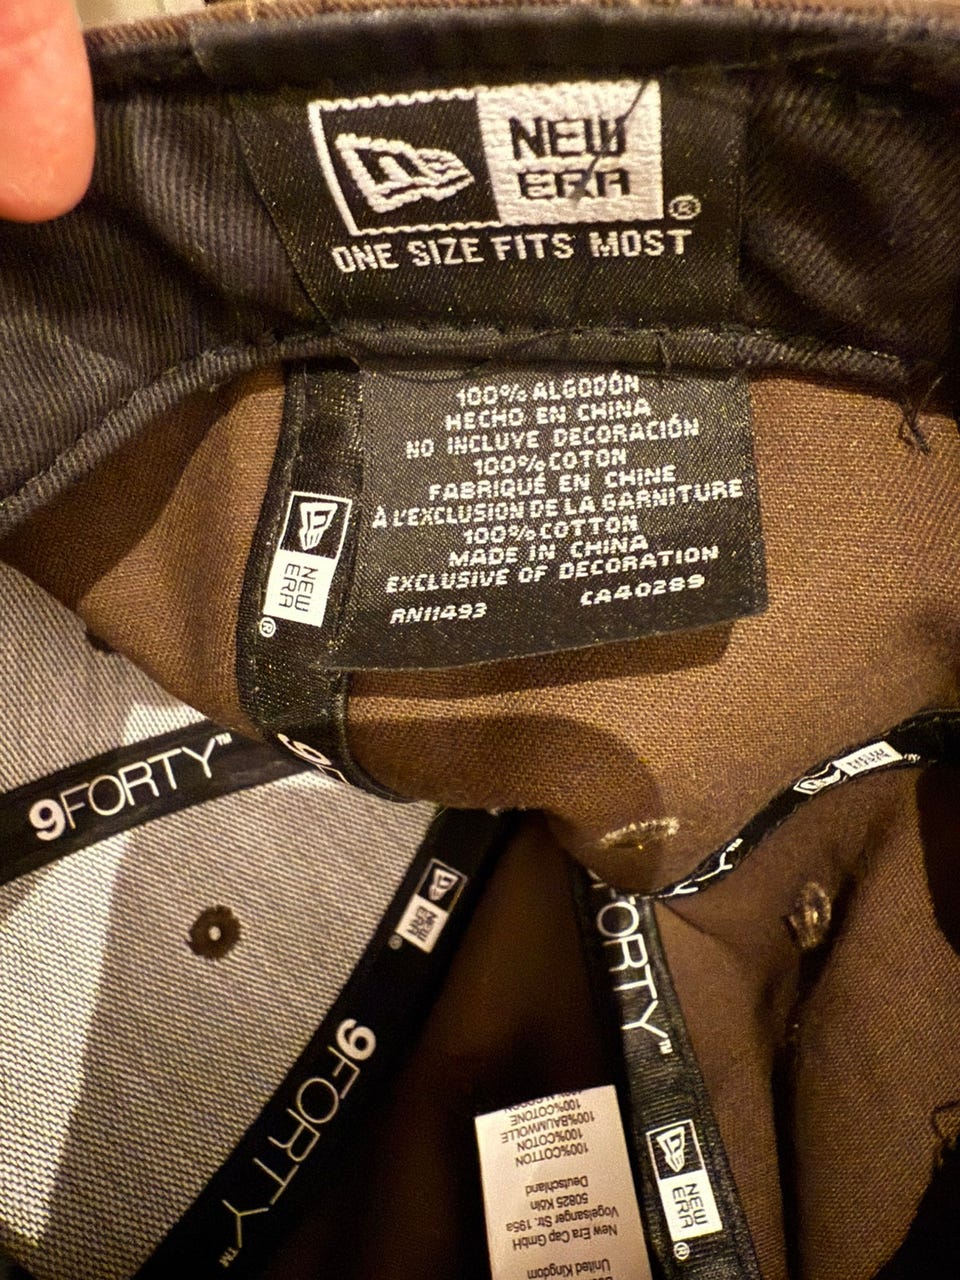 NEW
ERA
®
ONE SIZE FITS MOST
100% ALGODÓN
HECHO EN CHINA
NO INCLUYE DECORACIÓN
100% COTON
FABRIQUÉ EN CHINE
À L'EXCLUSION DE LA GARNITURE
100% COTTON
MADE IN CHINA
EXCLUSIVE OF DECORATION
RN11493 CA40289
NEW
ERA
®
9FORTY™
NEW
ERA
®
9FORTY™
FORTY™
NEW
ERA
®
United Kingdom
New Era Cap GmbH
Vogelsanger Str. 195a
50825 Köln
Deutschland
100%COTTON
100%COTON
100%BAUMWOLLE
100%COTONE